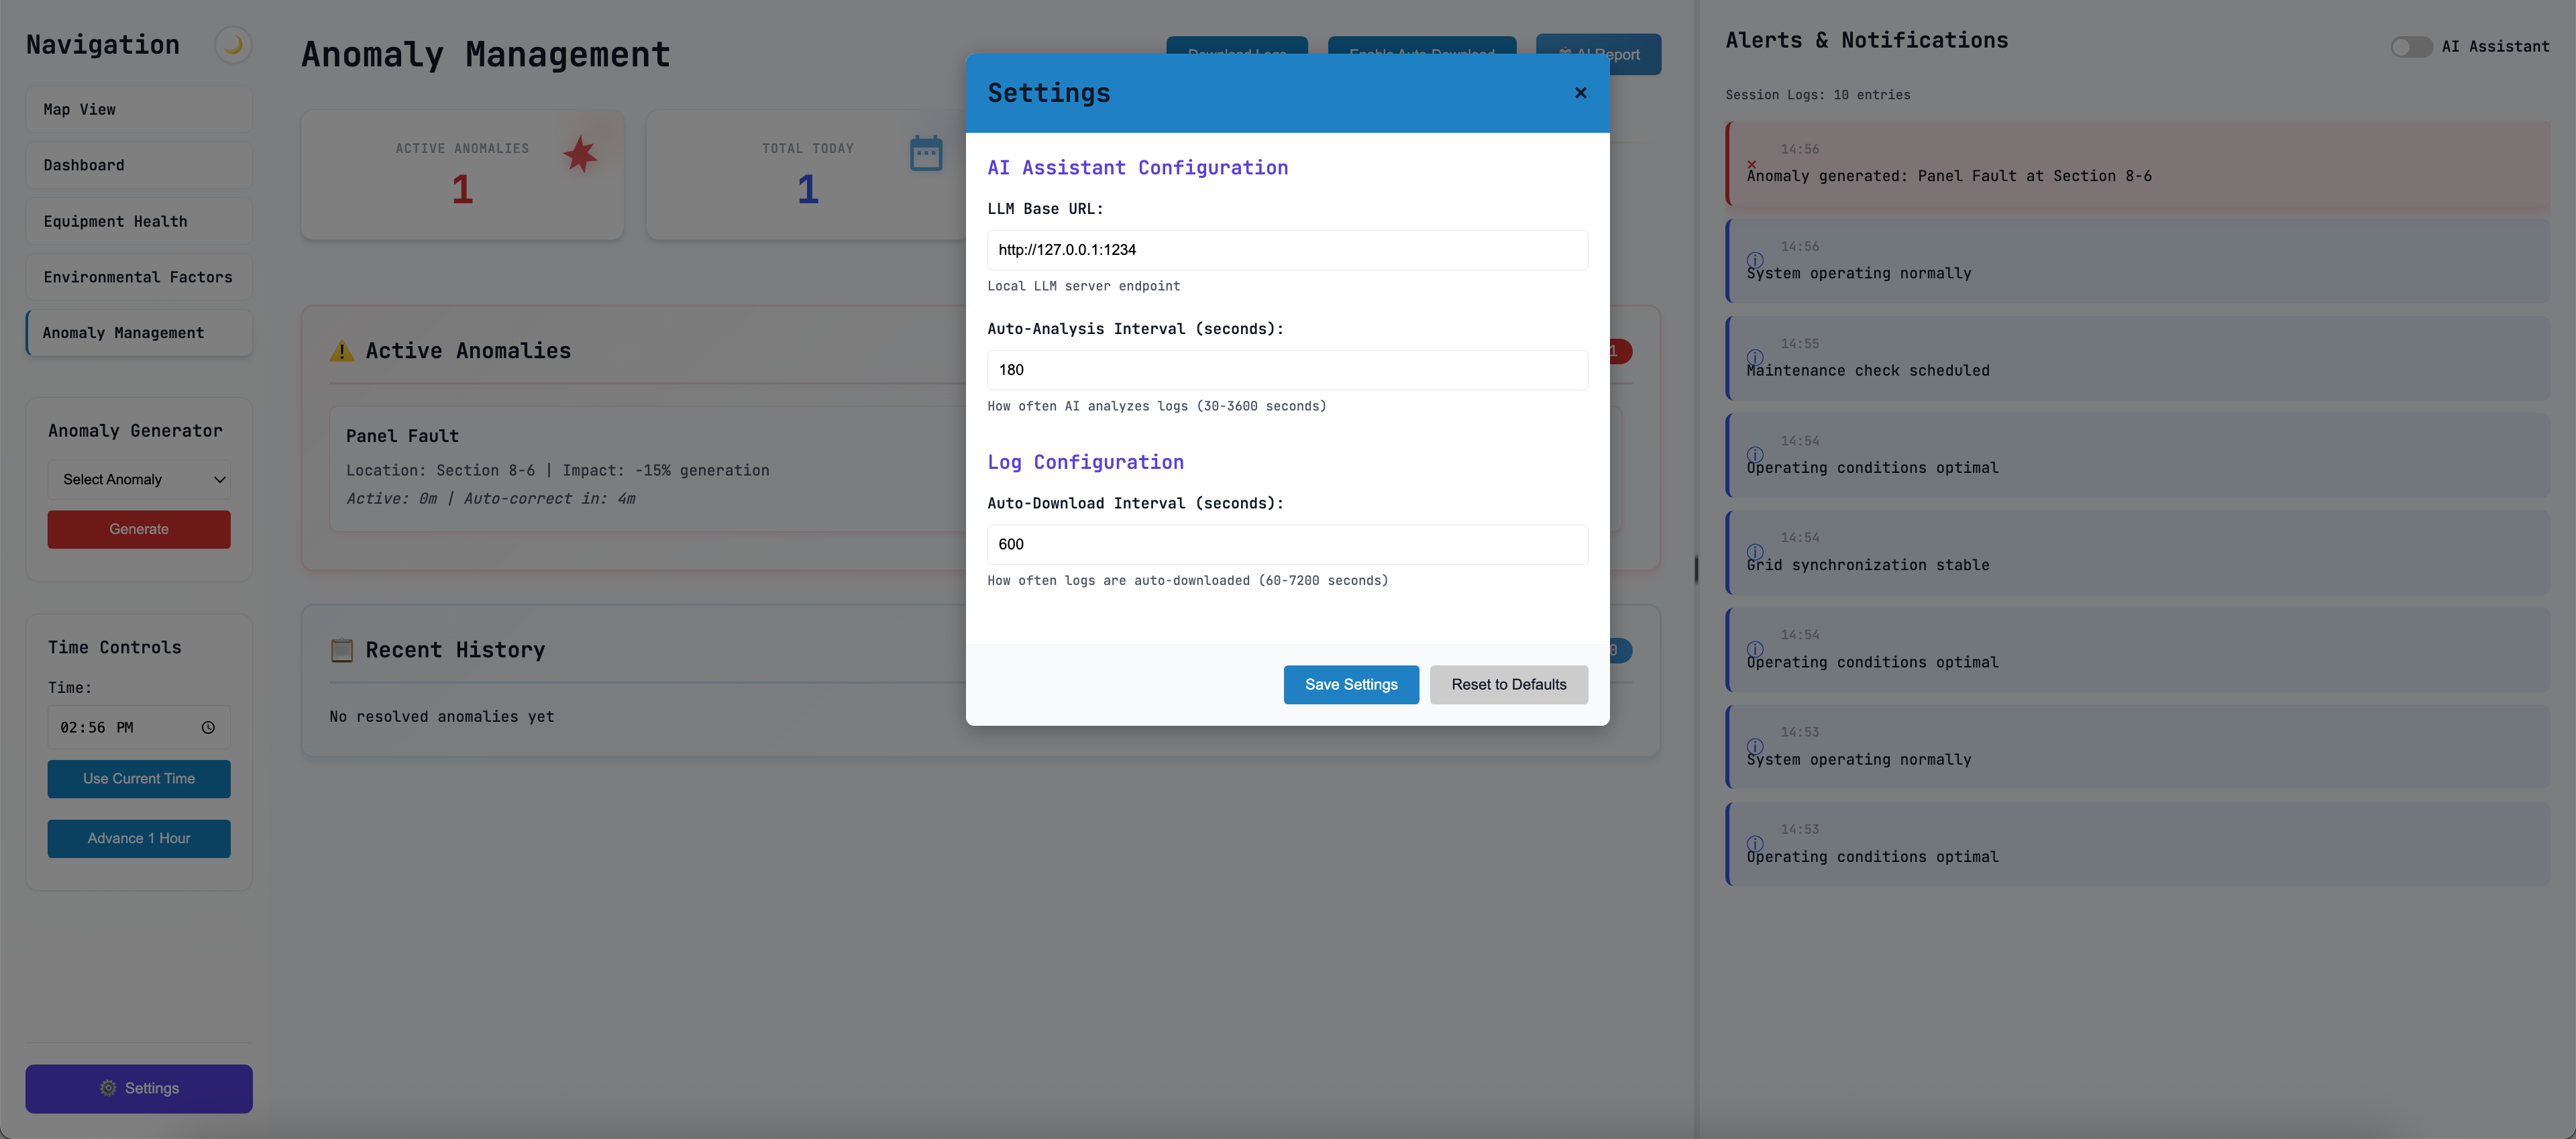 Navigation
Map View
Dashboard
Equipment Health
Environmental Factors
Anomaly Management
Anomaly Generator
Select Anomaly
Generate
Time Controls
Time:
02:56 PM
Use Current Time
Advance 1 Hour
Settings
Anomaly Management
Download Logs
Enable Auto-Download
AI Report
ACTIVE ANOMALIES
1
TOTAL TODAY
1
Active Anomalies
1
Panel Fault
Location: Section 8-6 | Impact: -15% generation
Active: 0m | Auto-correct in: 4m
Recent History
0
No resolved anomalies yet
Settings
×
AI Assistant Configuration
LLM Base URL:
http://127.0.0.1:1234
Local LLM server endpoint
Auto-Analysis Interval (seconds):
180
How often AI analyzes logs (30-3600 seconds)
Log Configuration
Auto-Download Interval (seconds):
600
How often logs are auto-downloaded (60-7200 seconds)
Save Settings
Reset to Defaults
Alerts & Notifications
AI Assistant
Session Logs: 10 entries
14:56
Anomaly generated: Panel Fault at Section 8-6
14:56
System operating normally
14:55
Maintenance check scheduled
14:54
Operating conditions optimal
14:54
Grid synchronization stable
14:54
Operating conditions optimal
14:53
System operating normally
14:53
Operating conditions optimal